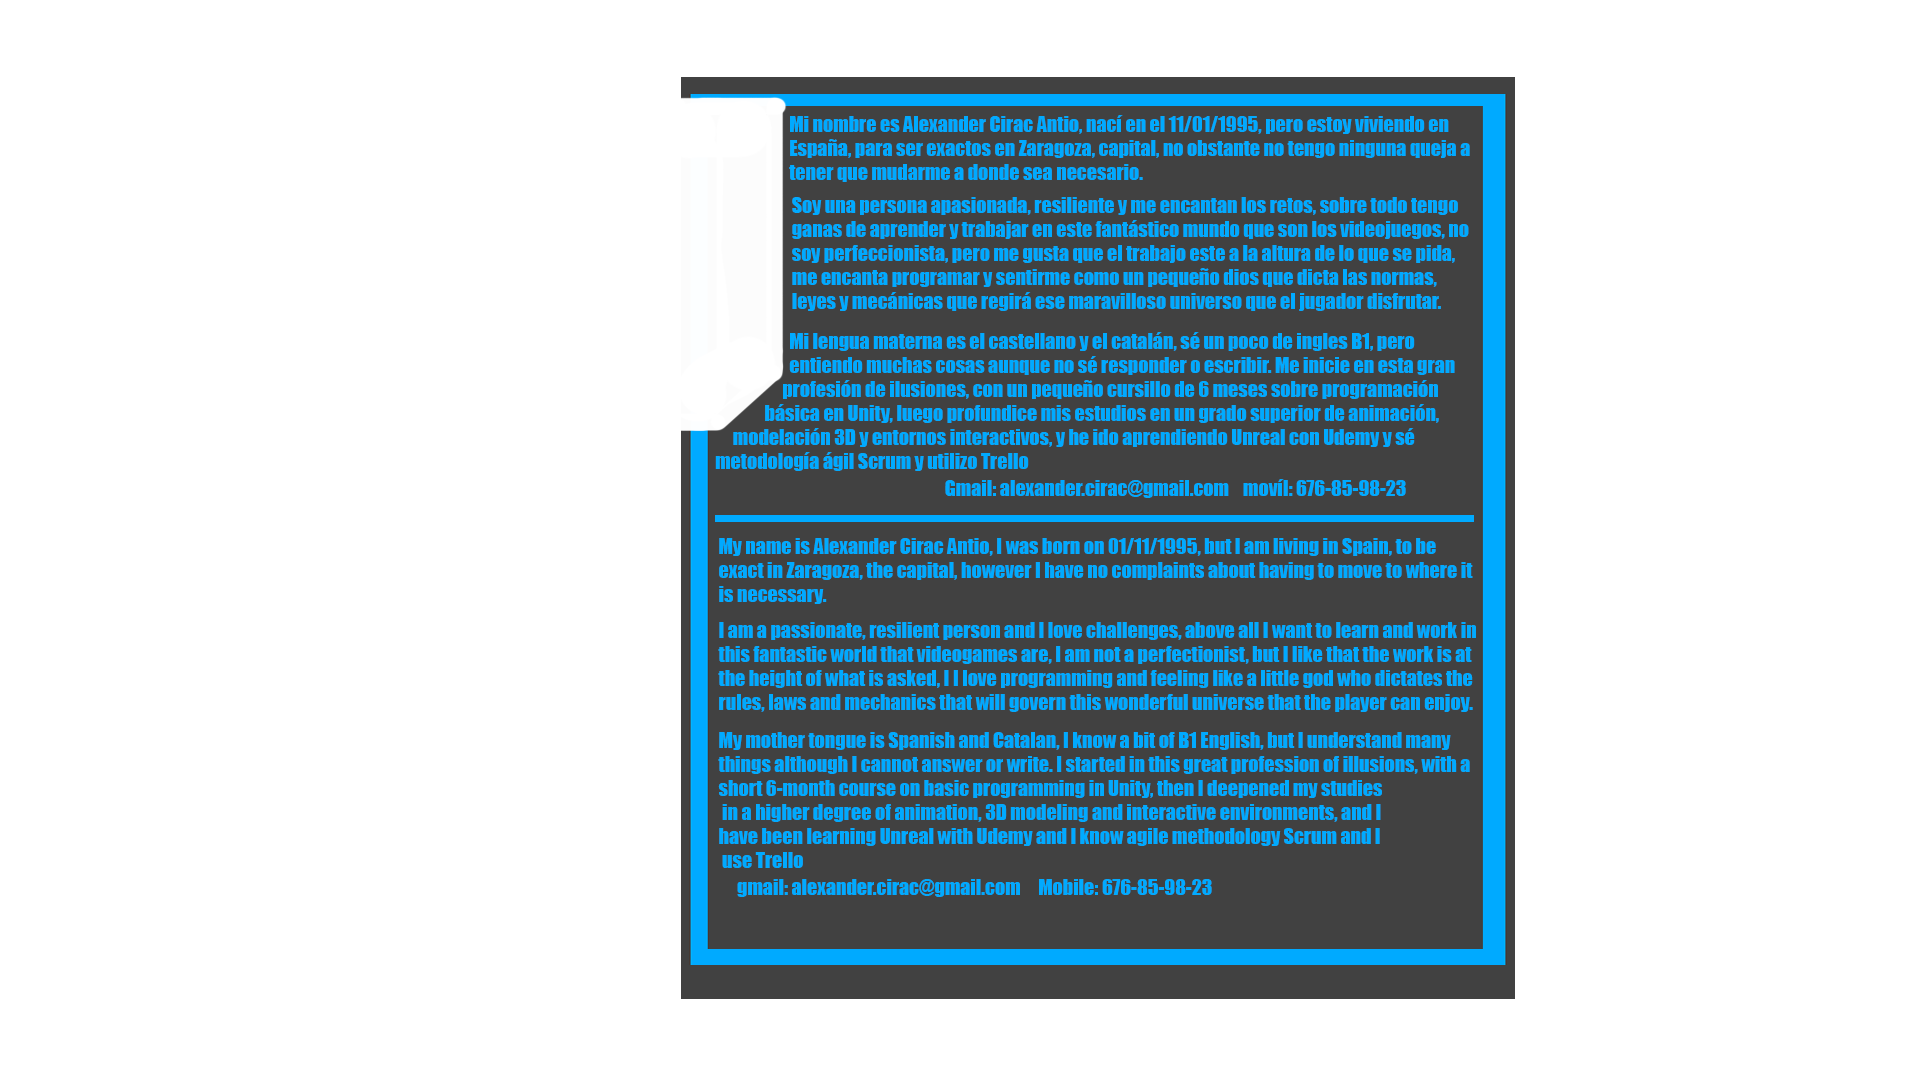 Mi nombre es Alexander Cirac Antio, nací en el 11/01/1995, pero estoy viviendo en
España, para ser exactos en Zaragoza, capital, no obstante no tengo ninguna queja a
tener que mudarme a donde sea necesario.
Soy una persona apasionada, resiliente y me encantan los retos, sobre todo tengo
ganas de aprender y trabajar en este fantástico mundo que son los videojuegos, no
soy perfeccionista, pero me gusta que el trabajo este a la altura de lo que se pida,
me encanta programar y sentirme como un pequeño dios que dicta las normas,
leyes y mecánicas que regirá ese maravilloso universo que el jugador disfrutar.
Mi lengua materna es el castellano y el catalán, sé un poco de ingles B1, pero
entiendo muchas cosas aunque no sé responder o escribir. Me inicie en esta gran
profesión de ilusiones, con un pequeño cursillo de 6 meses sobre programación
básica en Unity, luego profundice mis estudios en un grado superior de animación,
modelación 3D y entornos interactivos, y he ido aprendiendo Unreal con Udemy y sé
metodología ágil Scrum y utilizo Trello
Gmail: alexander.cirac@gmail.com movíl: 676-85-98-23
My name is Alexander Cirac Antio, I was born on 01/11/1995, but I am living in Spain, to be
exact in Zaragoza, the capital, however I have no complaints about having to move to where it
is necessary.
I am a passionate, resilient person and I love challenges, above all I want to learn and work in
this fantastic world that videogames are, I am not a perfectionist, but I like that the work is at
the height of what is asked, I I love programming and feeling like a little god who dictates the
rules, laws and mechanics that will govern this wonderful universe that the player can enjoy.
My mother tongue is Spanish and Catalan, I know a bit of B1 English, but I understand many
things although I cannot answer or write. I started in this great profession of illusions, with a
short 6-month course on basic programming in Unity, then I deepened my studies
in a higher degree of animation, 3D modeling and interactive environments, and I
have been learning Unreal with Udemy and I know agile methodology Scrum and I
use Trello
gmail: alexander.cirac@gmail.com Mobile: 676-85-98-23